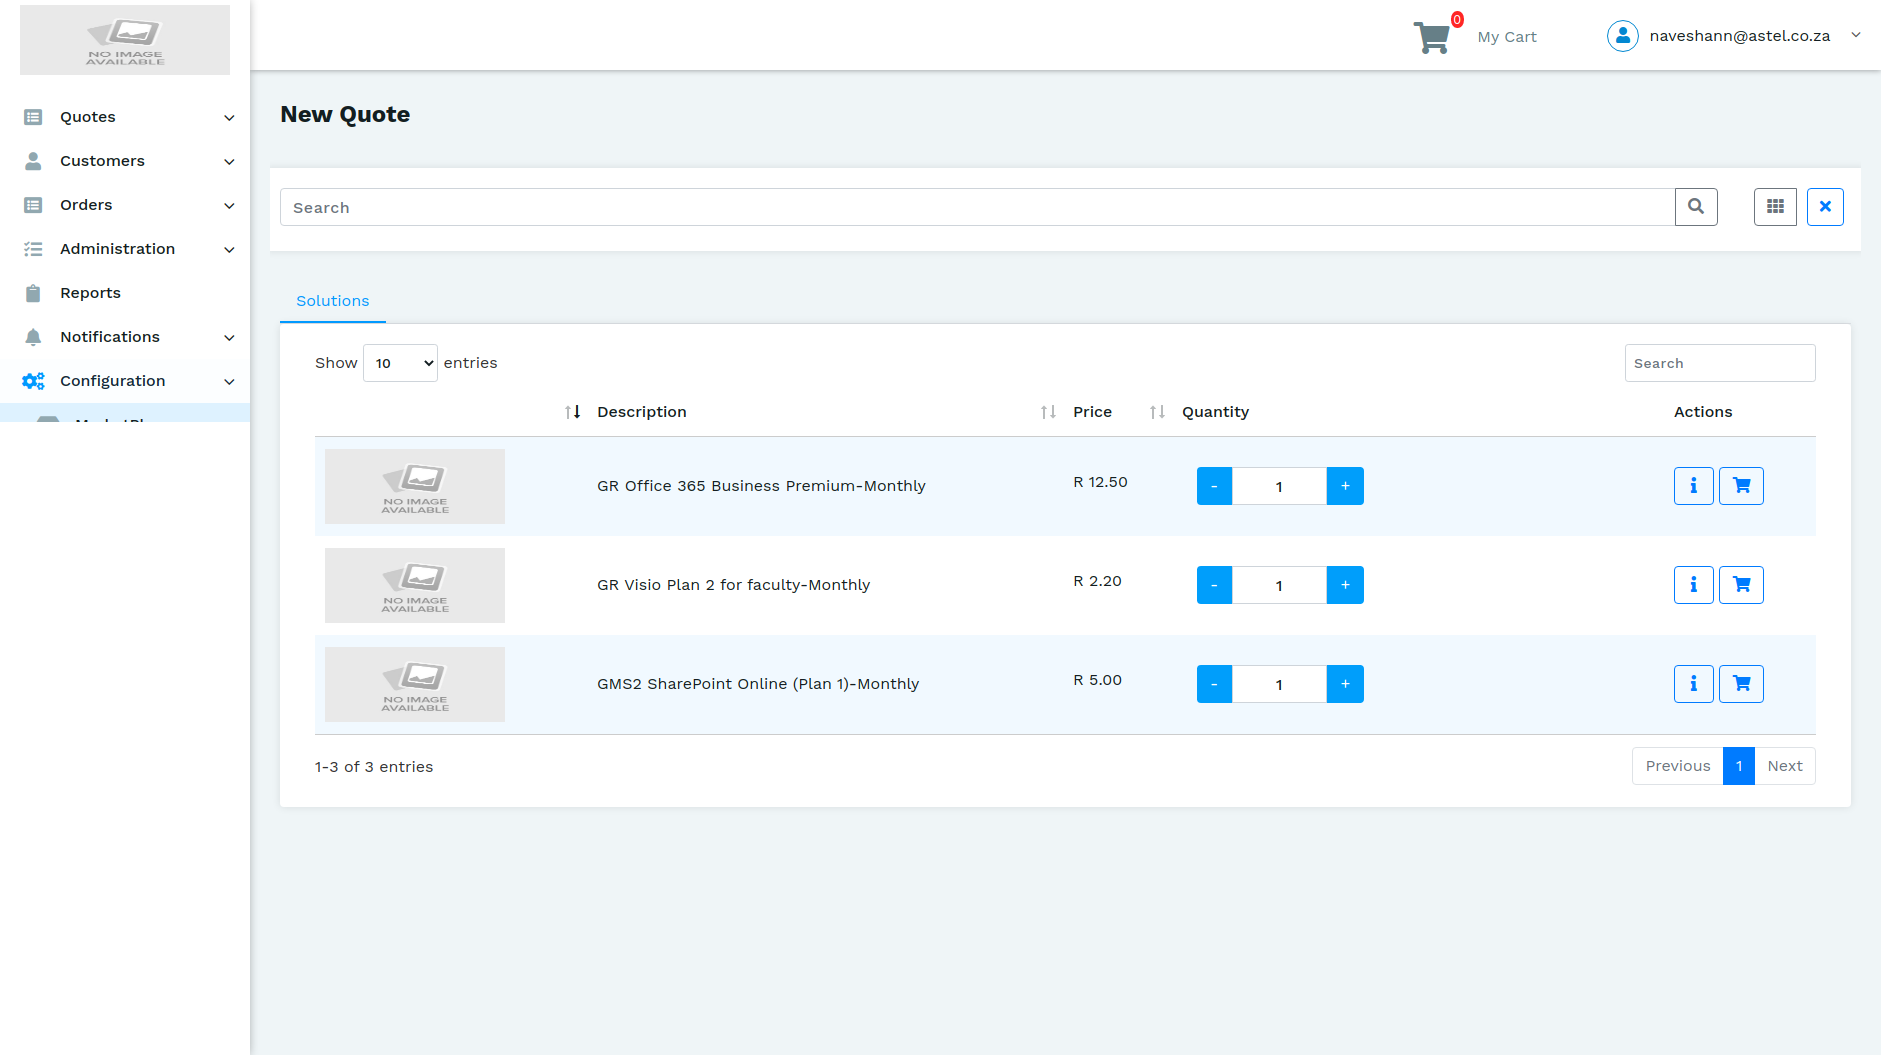 NO IMAGE
AVAILABLE
0
My Cart
naveshann@astel.co.za
Quotes
Customers
Orders
Administration
Reports
Notifications
Configuration
New Quote
Search
Solutions
Show 10 entries
Search
Description Price Quantity Actions
NO IMAGE
AVAILABLE
GR Office 365 Business Premium-Monthly R 12.50 - 1 +
NO IMAGE
AVAILABLE
GR Visio Plan 2 for faculty-Monthly R 2.20 - 1 +
NO IMAGE
AVAILABLE
GMS2 SharePoint Online (Plan 1)-Monthly R 5.00 - 1 +
1-3 of 3 entries
Previous 1 Next